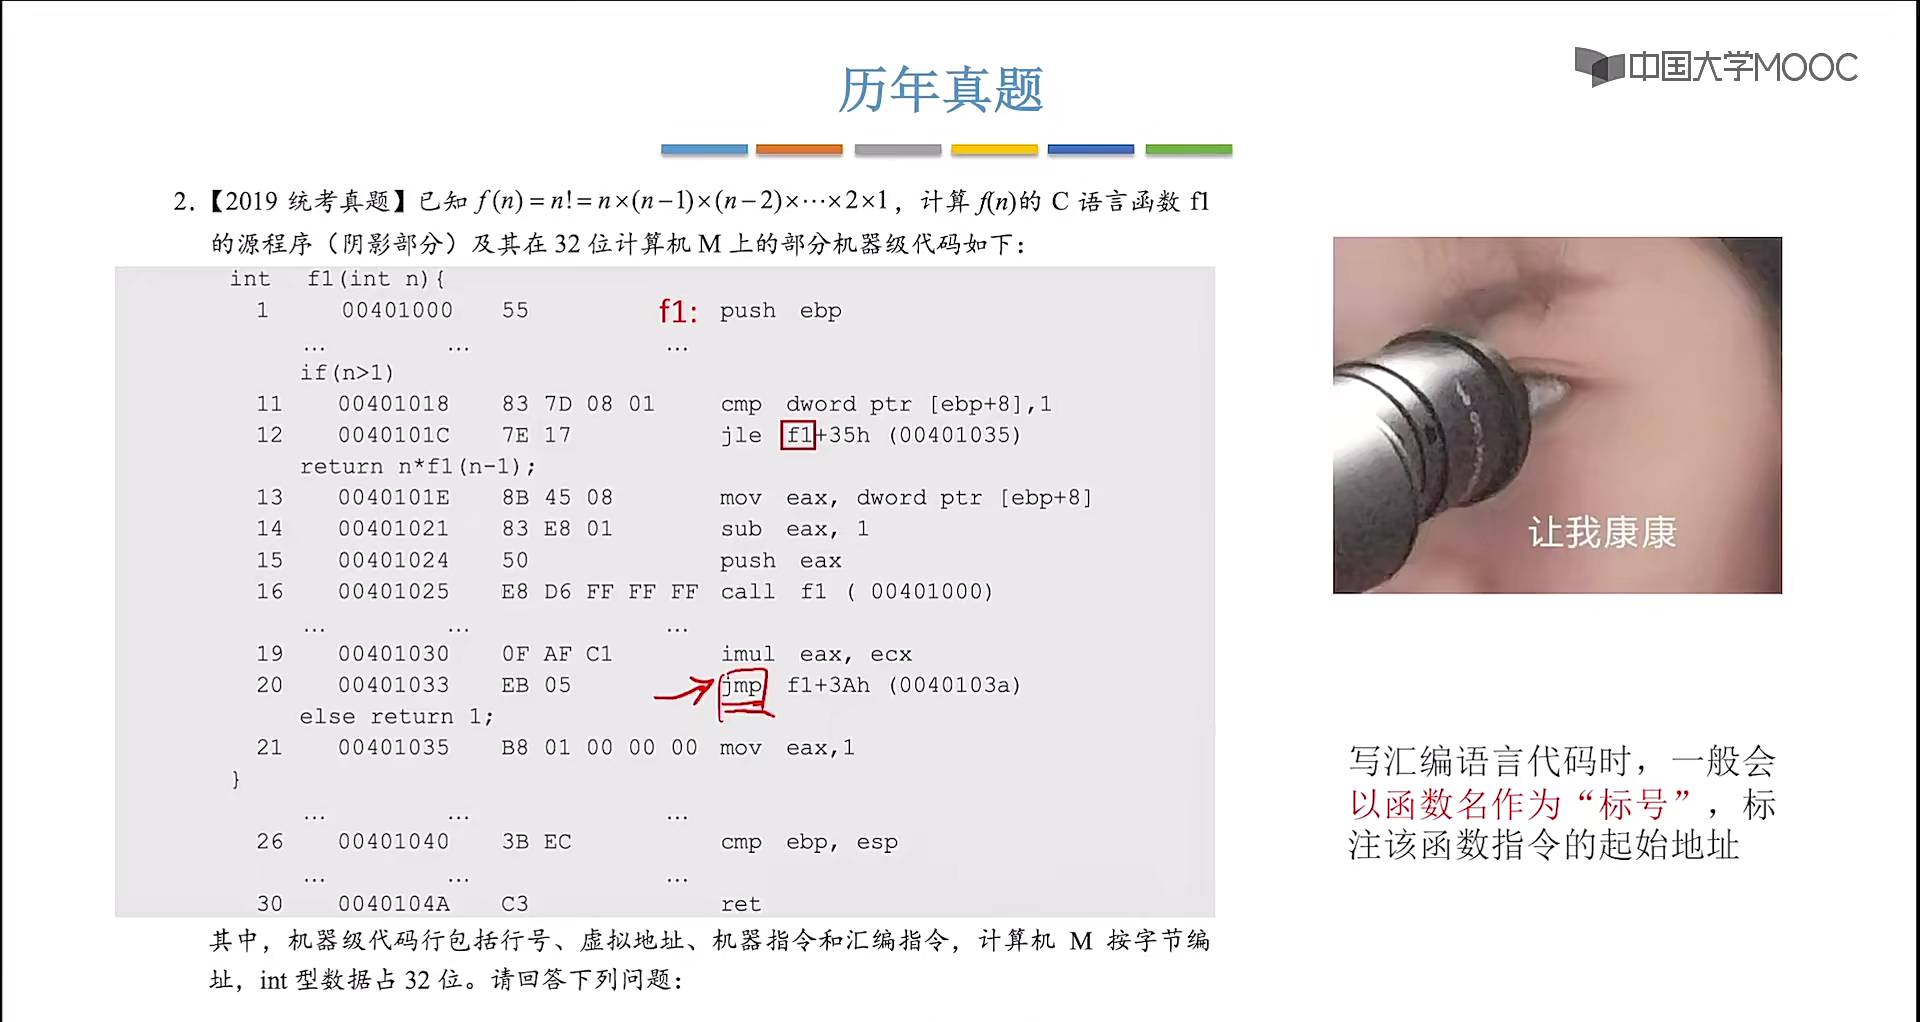 中国大学MOOC
历年真题
2.【2019 统考真题】已知 f(n)=n!=n×(n−1)×(n−2)×⋯×2×1，计算 f(n)的 C 语言函数 f1
的源程序（阴影部分）及其在 32 位计算机 M 上的部分机器级代码如下：
int f1(int n){
1 00401000 55 f1: push ebp
... ... ...
if(n>1)
11 00401018 83 7D 08 01 cmp dword ptr [ebp+8],1
12 0040101C 7E 17 jle f1+35h (00401035)
return n*f1(n-1);
13 0040101E 8B 45 08 mov eax, dword ptr [ebp+8]
14 00401021 83 E8 01 sub eax, 1
15 00401024 50 push eax
16 00401025 E8 D6 FF FF FF call f1 ( 00401000)
... ... ...
19 00401030 0F AF C1 imul eax, ecx
20 00401033 EB 05 jmp f1+3Ah (0040103a)
else return 1;
21 00401035 B8 01 00 00 00 mov eax,1
}
... ... ...
26 00401040 3B EC cmp ebp, esp
... ... ...
30 0040104A C3 ret
其中，机器级代码行包括行号、虚拟地址、机器指令和汇编指令，计算机 M 按字节编
址，int 型数据占 32 位。请回答下列问题：
让我康康
写汇编语言代码时，一般会
以函数名作为“标号”，标
注该函数指令的起始地址